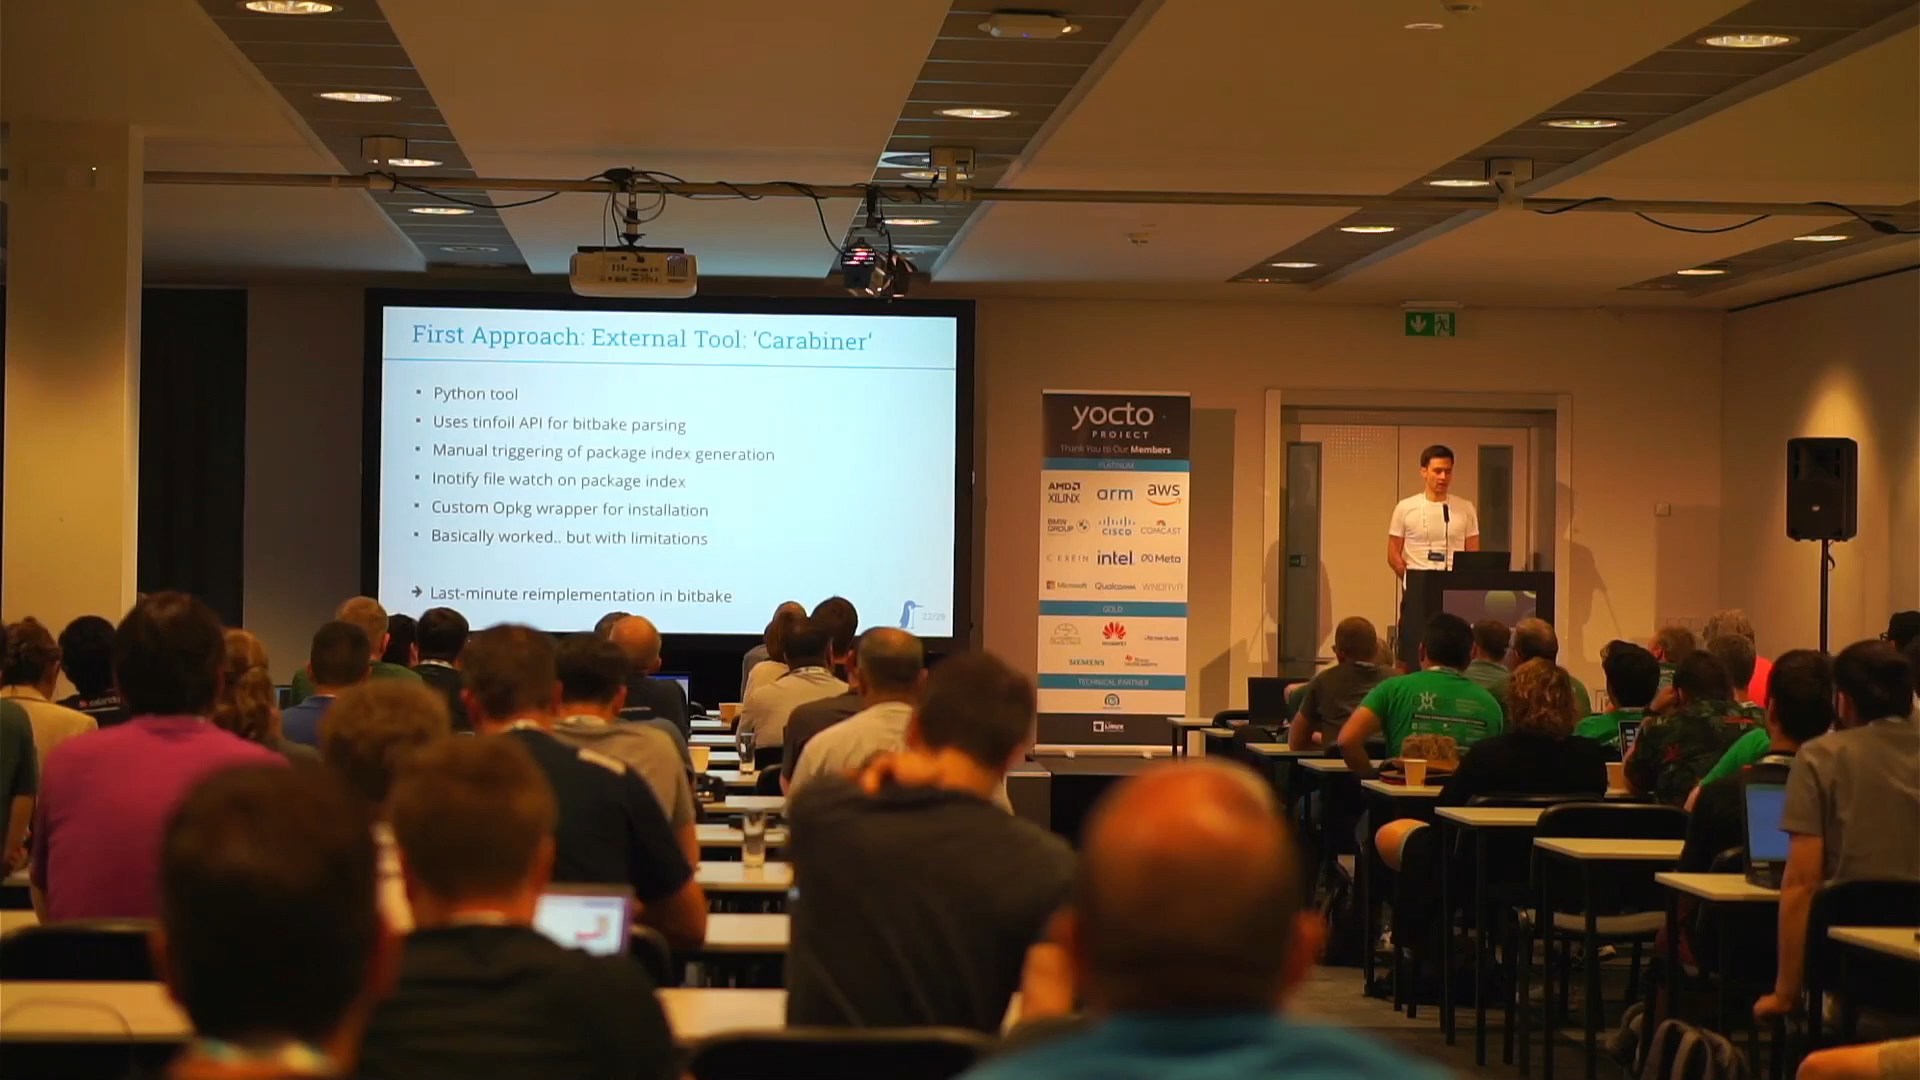 First Approach: External Tool: 'Carabiner'
Python tool
Uses tinfoil API for bitbake parsing
Manual triggering of package index generation
Inotify file watch on package index
Custom Opkg wrapper for installation
Basically worked.. but with limitations
Last-minute reimplementation in bitbake
22/28
yocto
PROJECT
Thank You to Our Members
PLATINUM
AMD
XILINX
arm
aws
BMW
GROUP
CISCO
COMCAST
EXEIN
intel
Meta
Microsoft
Qualcomm
WNDRVR
GOLD
HUAWEI
SIEMENS
TECHNICAL PARTNER